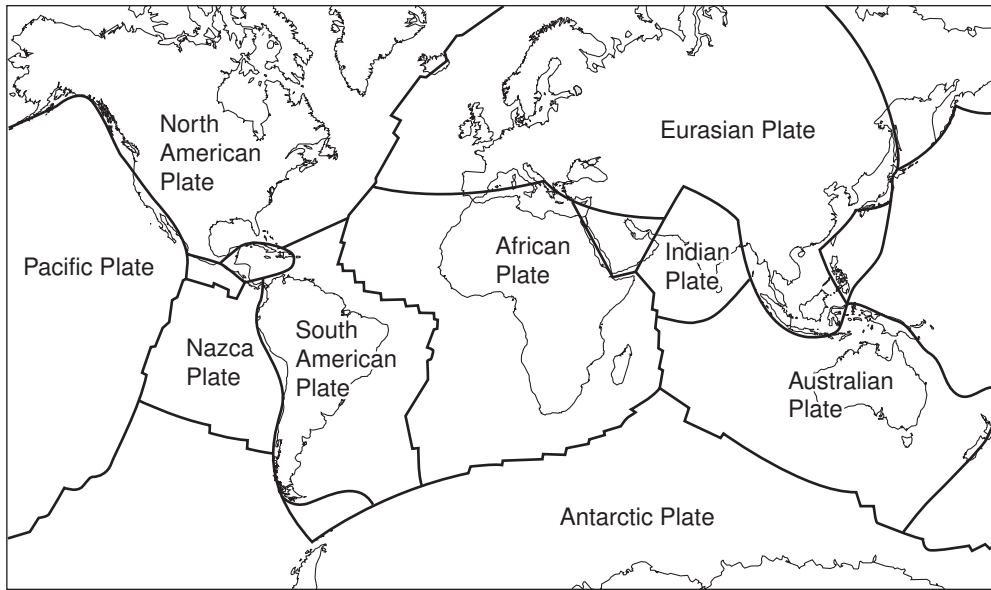 North
American
Plate
Eurasian Plate
Pacific Plate
African
Plate
Indian
Plate
Nazca
Plate
South
American
Plate
Australian
Plate
Antarctic Plate